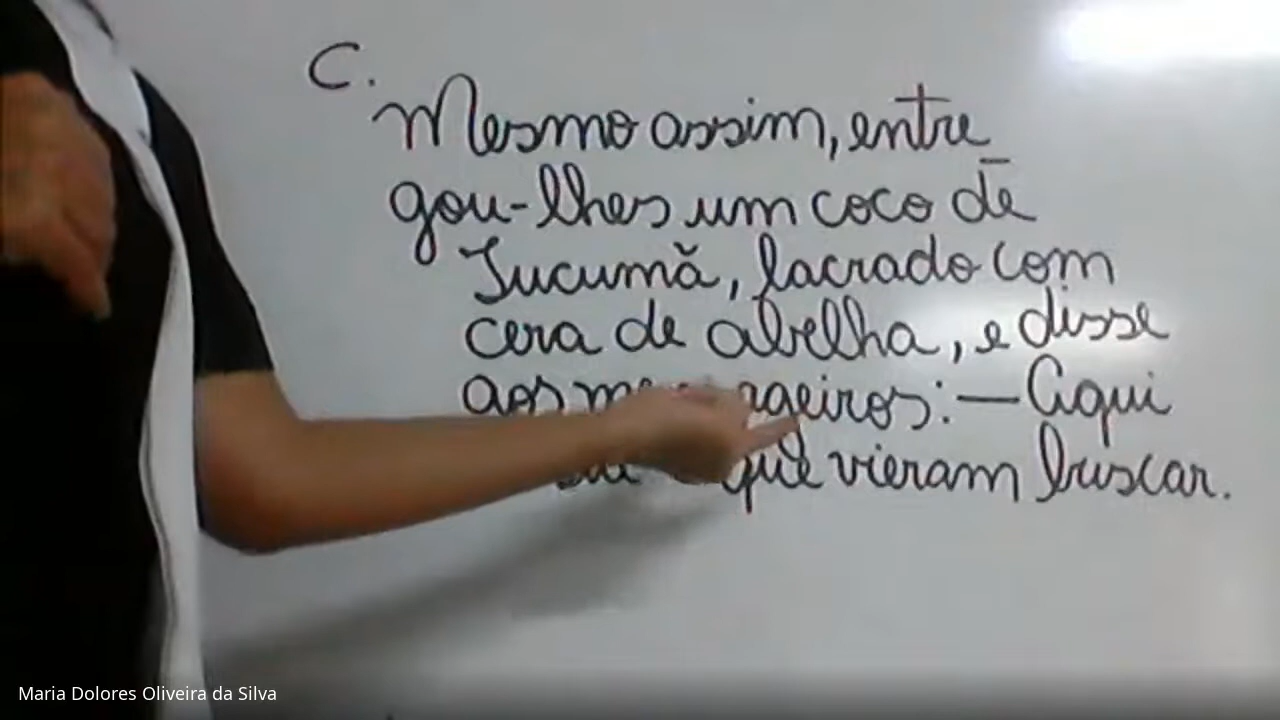 C.
Mesmo assim, entre
gou-lhes um coco de
Tucumã, lacrado com
cera de abelha, e disse
aos :— Aqui
que vieram buscar.
Maria Dolores Oliveira da Silva